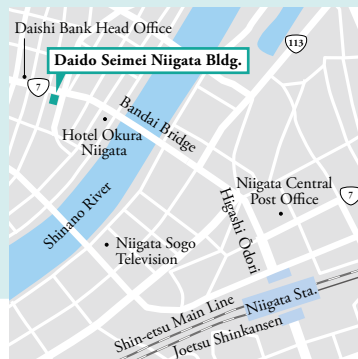 Daishi Bank Head Office
113
Daido Seimei Niigata Bldg.
7
Bandai Bridge
Hotel Okura
Niigata
Shinano River
Niigata Central
Post Office
7
Higashi Ōdori
Niigata Sogo
Television
Niigata Sta.
Shin-etsu Main Line
Joetsu Shinkansen